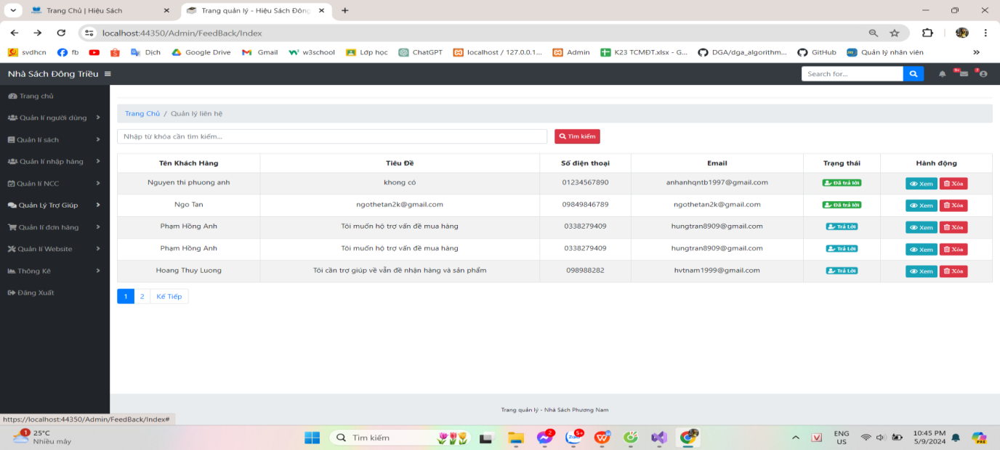 Trang Chủ | Hiệu Sách
Trang quản lý - Hiệu Sách Đông
localhost:44350/Admin/FeedBack/Index
svdhcn fb Dịch Google Drive Gmail w3school Lớp học ChatGPT localhost / 127.0.0.1... Admin K23 TCMĐT.xlsx - G... DGA/dga_algorithm... GitHub Quản lý nhân viên
Nhà Sách Đông Triều
Search for...
9+
7
Trang chủ
Quản lí người dùng
Quản lí sách
Quản lí nhập hàng
Quản lí NCC
Quản Lý Trợ Giúp
Quản lí đơn hàng
Quản lí Website
Thông Kê
Đăng Xuất
Trang Chủ / Quản lý liên hệ
Nhập từ khóa cần tìm kiếm...
Tìm kiếm
Tên Khách Hàng Tiêu Đề Số điện thoại Email Trạng thái Hành động
Nguyen thi phuong anh khong có 01234567890 anhanhqntb1997@gmail.com Đã trả lời Xem Xóa
Ngo Tan ngothetan2k@gmail.com 09849846789 ngothetan2k@gmail.com Đã trả lời Xem Xóa
Phạm Hồng Anh Tôi muốn hộ trợ vấn đề mua hàng 0338279409 hungtran8909@gmail.com Trả Lời Xem Xóa
Phạm Hồng Anh Tôi muốn hộ trợ vấn đề mua hàng 0338279409 hungtran8909@gmail.com Trả Lời Xem Xóa
Hoang Thuy Luong Tôi cần trợ giúp về vẫn đề nhận hàng và sản phẩm 098988282 hvtnam1999@gmail.com Trả Lời Xem Xóa
1 2 Kế Tiếp
Trang quản lý - Nhà Sách Phương Nam
https://localhost:44350/Admin/FeedBack/Index#
1
25°C
Nhiều mây
Tìm kiếm
2
Zalo
5+
ENG
US
10:45 PM
5/9/2024
PRE